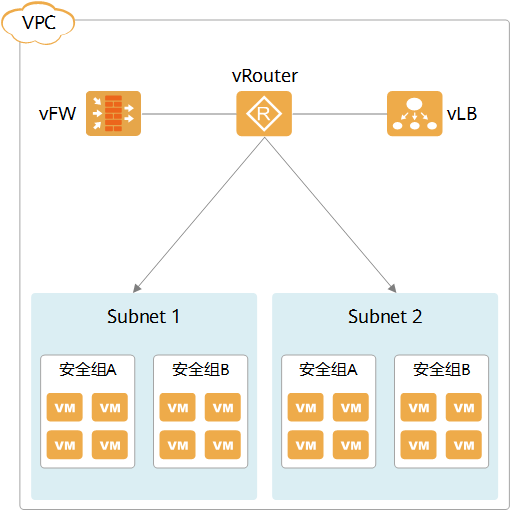 VPC
vRouter
vFW
R
vLB
Subnet 1
Subnet 2
安全组A
安全组B
安全组A
安全组B
VM VM VM VM VM VM VM VM
VM VM VM VM VM VM VM VM